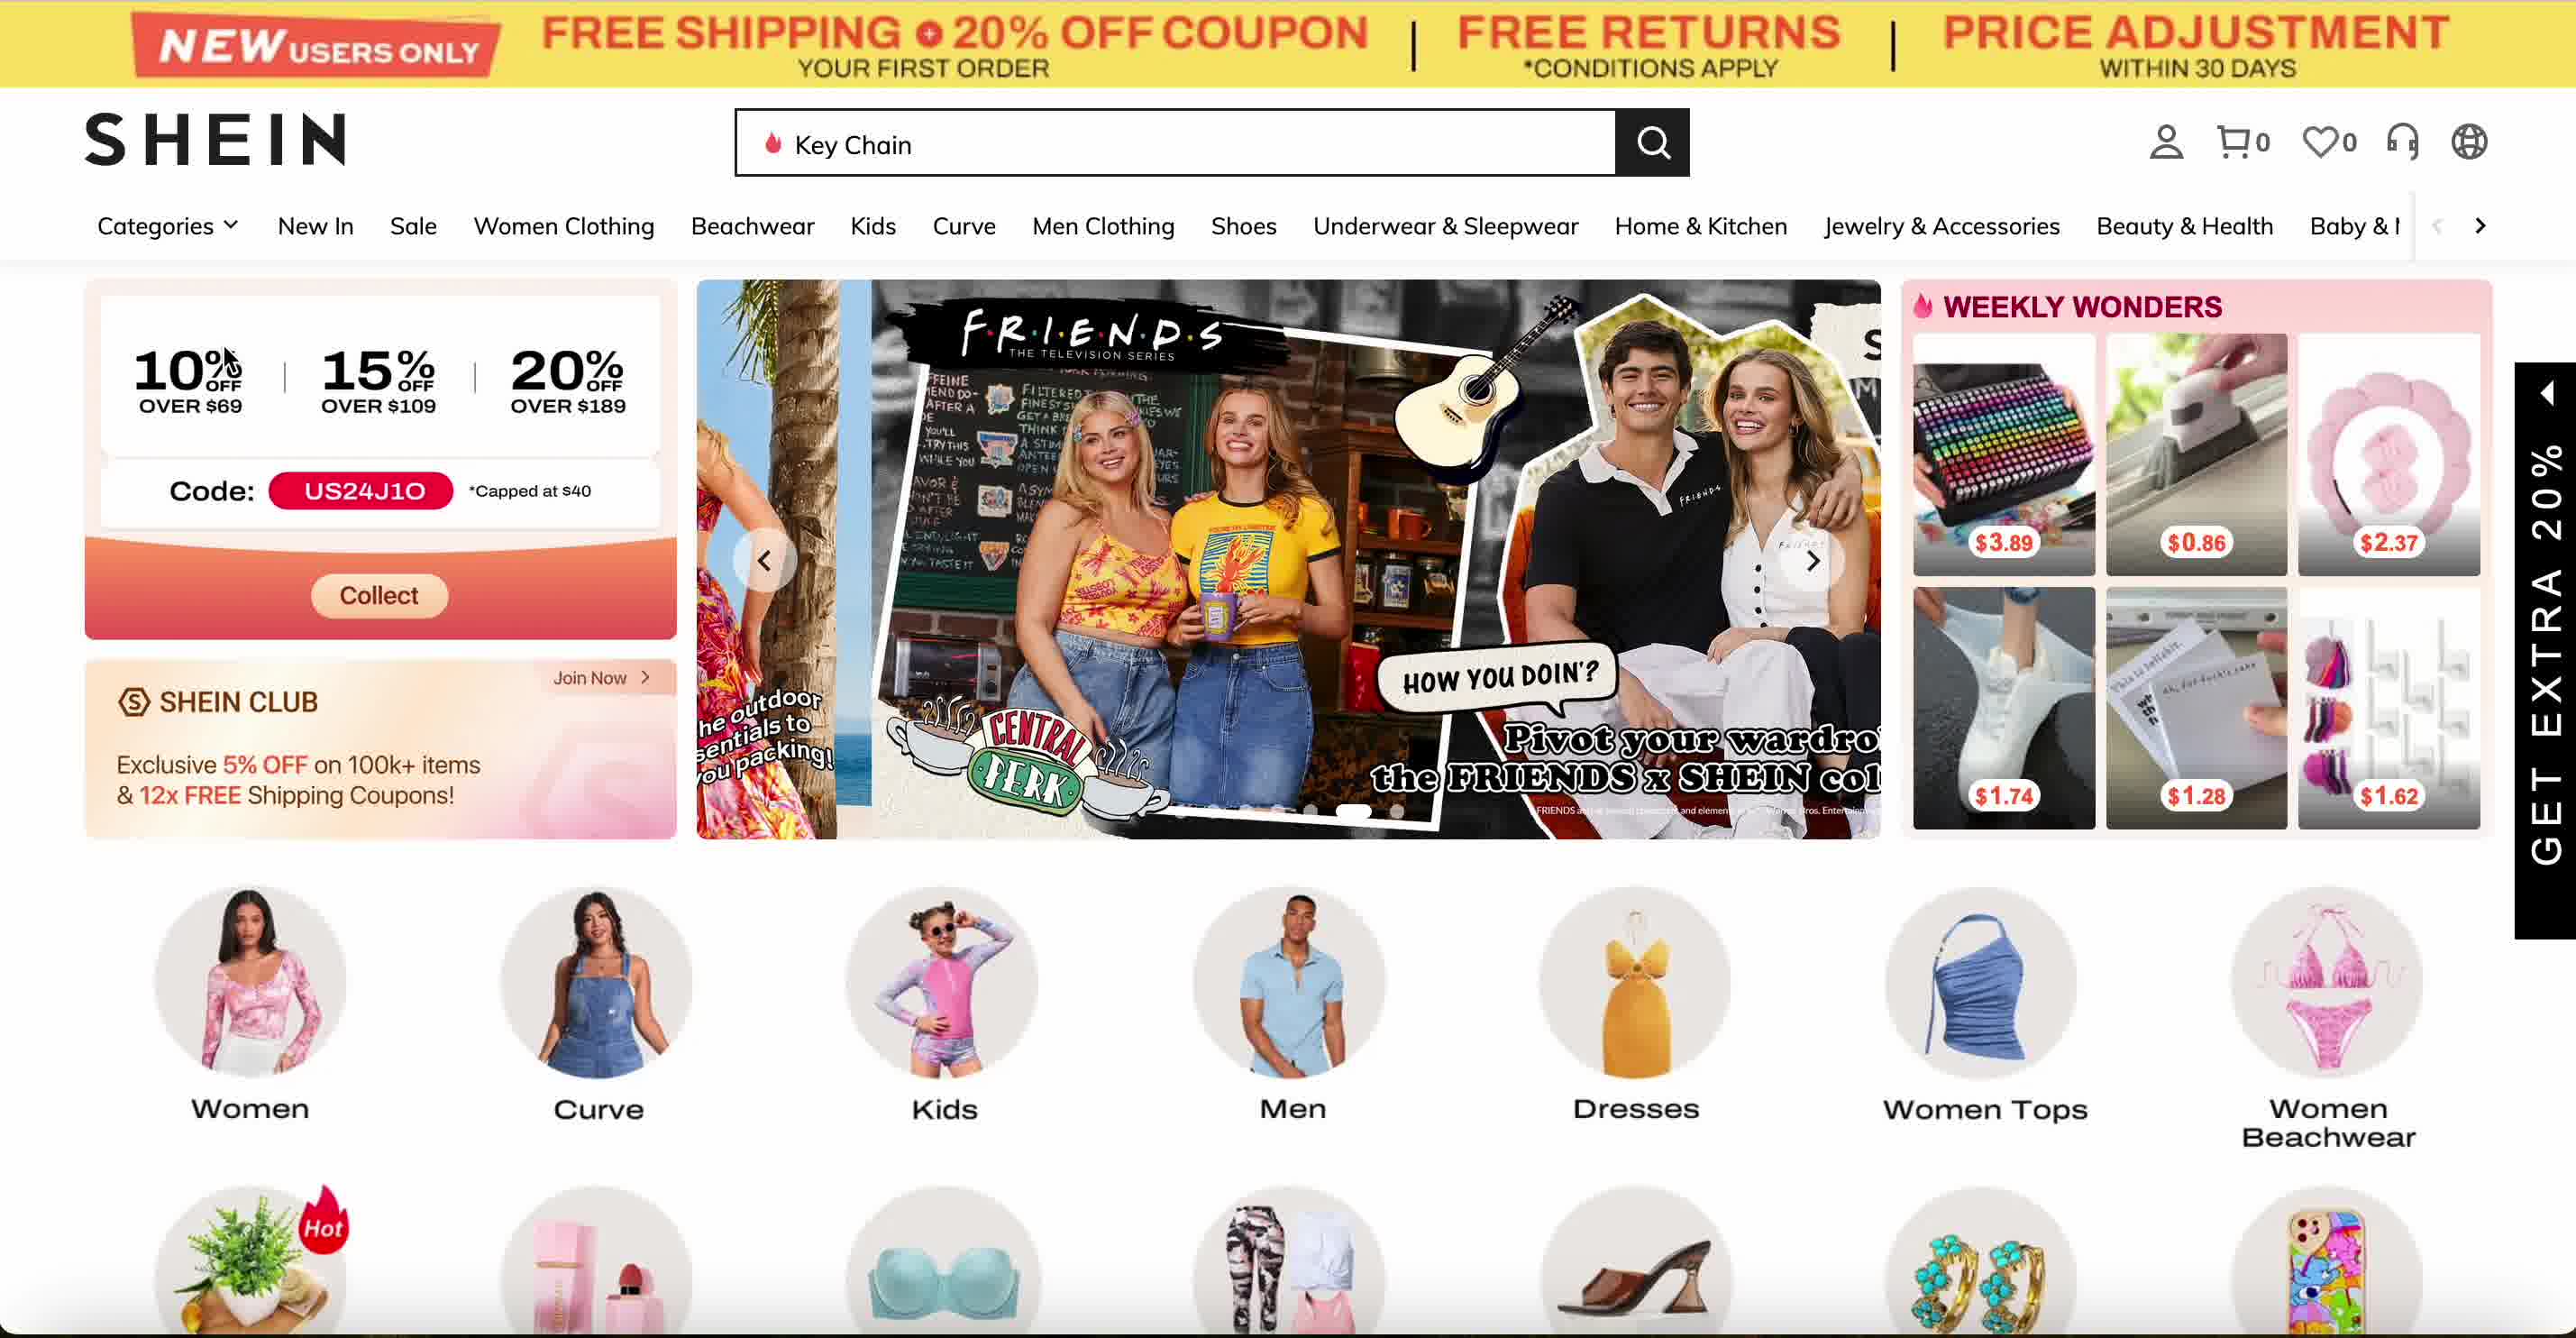 NEW USERS ONLY
FREE SHIPPING + 20% OFF COUPON
YOUR FIRST ORDER
FREE RETURNS
*CONDITIONS APPLY
PRICE ADJUSTMENT
WITHIN 30 DAYS
SHEIN
Key Chain
0
0
Categories
New In
Sale
Women Clothing
Beachwear
Kids
Curve
Men Clothing
Shoes
Underwear & Sleepwear
Home & Kitchen
Jewelry & Accessories
Beauty & Health
Baby &
10% OFF
OVER $69
15% OFF
OVER $109
20% OFF
OVER $189
Code: US24J1O *Capped at $40
Collect
SHEIN CLUB
Join Now
Exclusive 5% OFF on 100k+ items
& 12x FREE Shipping Coupons!
outdoor
to
packing!
F·R·I·E·N·D·S
THE TELEVISION SERIES
CENTRAL
PERK
FRIENDS
HOW YOU DOIN'?
Pivot your
the FRIENDS x SHEIN
WEEKLY WONDERS
$3.89
$0.86
$2.37
$1.74
$1.28
$1.62
GET EXTRA 20%
Women
Curve
Kids
Men
Dresses
Women Tops
Women
Beachwear
Hot